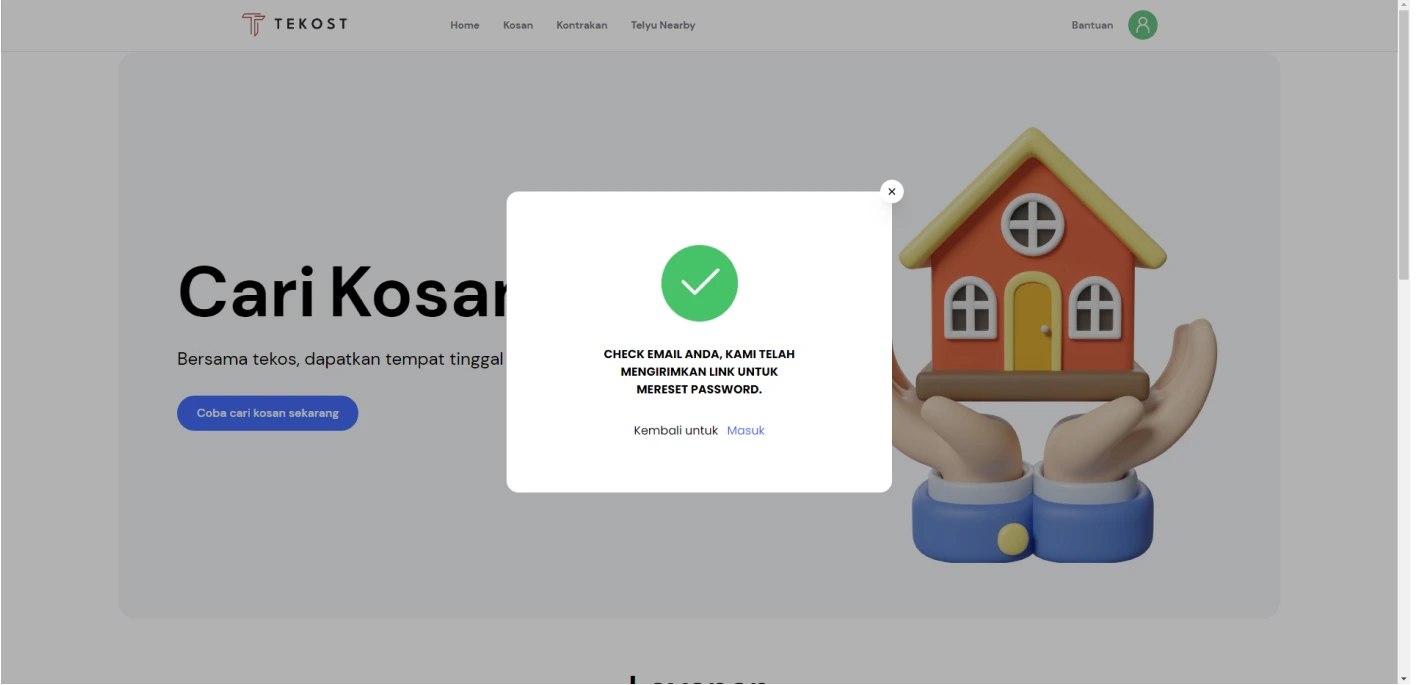 TEKOST
Home Kosan Kontrakan Telyu Nearby Bantuan
Cari Kosan
Bersama tekos, dapatkan tempat tinggal
Coba cari kosan sekarang
CHECK EMAIL ANDA, KAMI TELAH
MENGIRIMKAN LINK UNTUK
MERESET PASSWORD.
Kembali untuk Masuk
Layanan